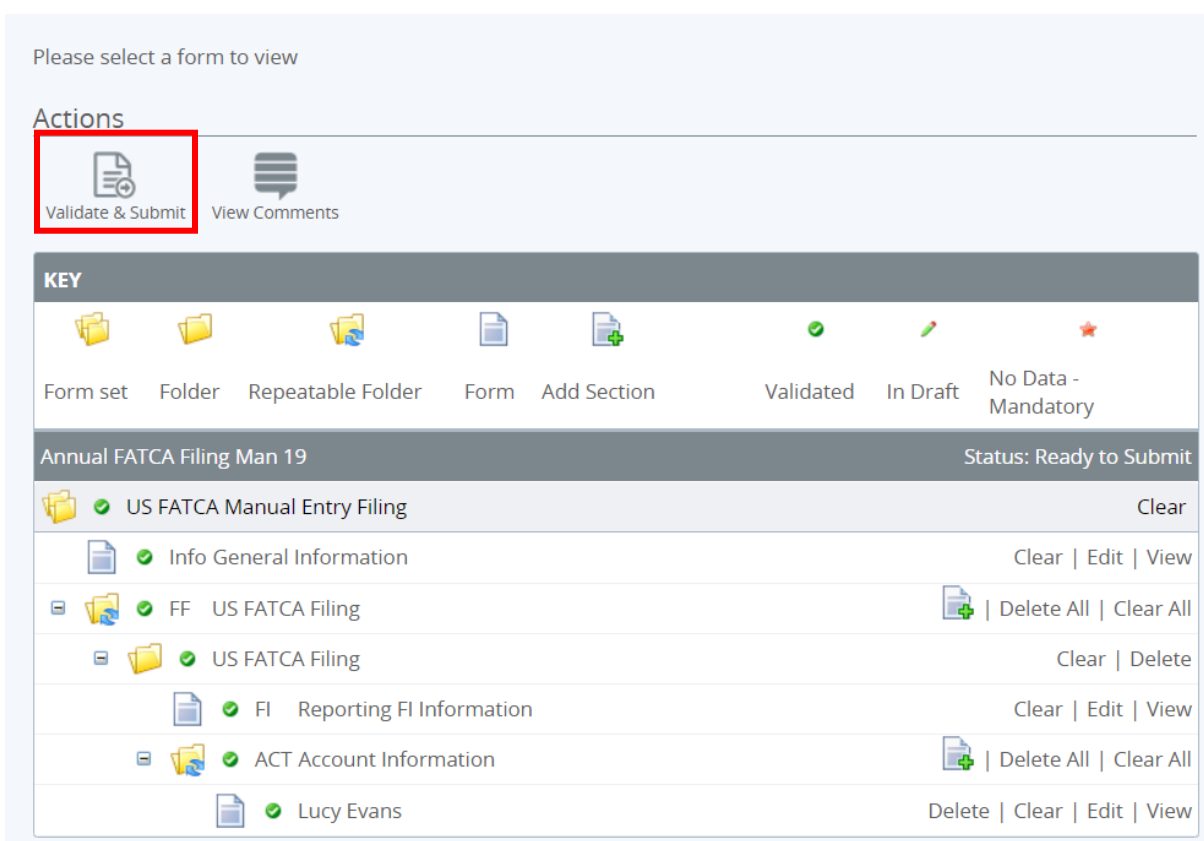 Please select a form to view
Actions
Validate & Submit View Comments
KEY
Form set Folder Repeatable Folder Form Add Section Validated In Draft No Data - Mandatory
Annual FATCA Filing Man 19 Status: Ready to Submit
US FATCA Manual Entry Filing Clear
Info General Information Clear | Edit | View
FF US FATCA Filing | Delete All | Clear All
US FATCA Filing Clear | Delete
FI Reporting FI Information Clear | Edit | View
ACT Account Information | Delete All | Clear All
Lucy Evans Delete | Clear | Edit | View